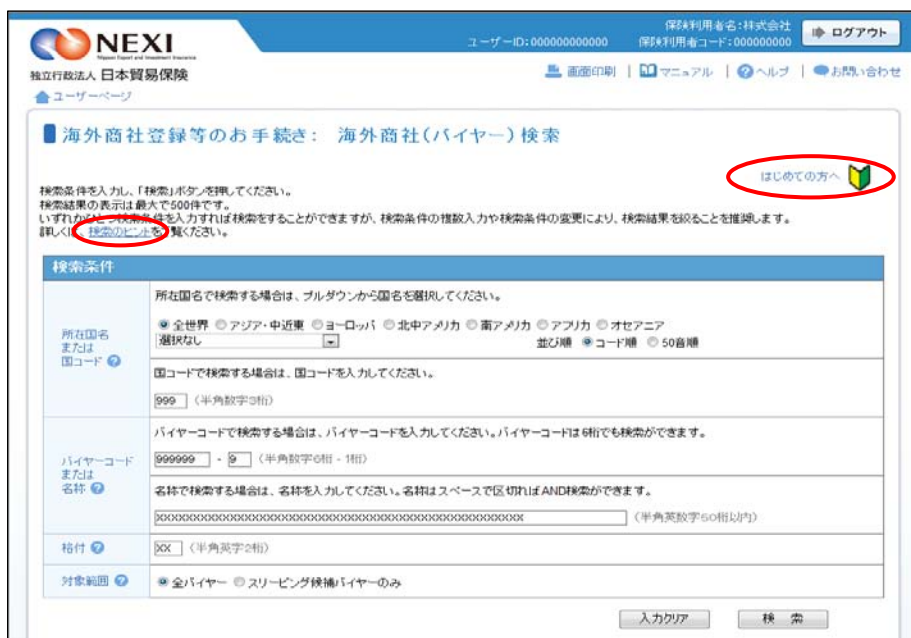 NEXI
Nippon Export and Investment Insurance
独立行政法人 日本貿易保険
ユーザーID:000000000000
保険利用者名:株式会社
保険利用者コード:000000000
ログアウト
画面印刷 | マニュアル | ヘルプ | お問い合わせ
ユーザーページ
海外商社登録等のお手続き: 海外商社(バイヤー)検索
はじめての方へ
検索条件を入力し、「検索」ボタンを押してください。
検索結果の表示は最大で500件です。
いずれかひとつ検索条件を入力すれば検索をすることができますが、検索条件の複数入力や検索条件の変更により、検索結果を絞ることを推奨します。
詳しくは、検索のヒントをご覧ください。
検索条件
所在国名
または
国コード
所在国名で検索する場合は、プルダウンから国名を選択してください。
全世界 アジア・中近東 ヨーロッパ 北中アメリカ 南アメリカ アフリカ オセアニア
選択なし 並び順 コード順 50音順
国コードで検索する場合は、国コードを入力してください。
999 (半角数字3桁)
バイヤーコード
または
名称
バイヤーコードで検索する場合は、バイヤーコードを入力してください。バイヤーコードは6桁でも検索ができます。
999999 - 9 (半角数字6桁 - 1桁)
名称で検索する場合は、名称を入力してください。名称はスペースで区切ればAND検索ができます。
(半角英数字50桁以内)
格付 XX (半角英字2桁)
対象範囲 全バイヤー スリーピング候補バイヤーのみ
入力クリア 検 索